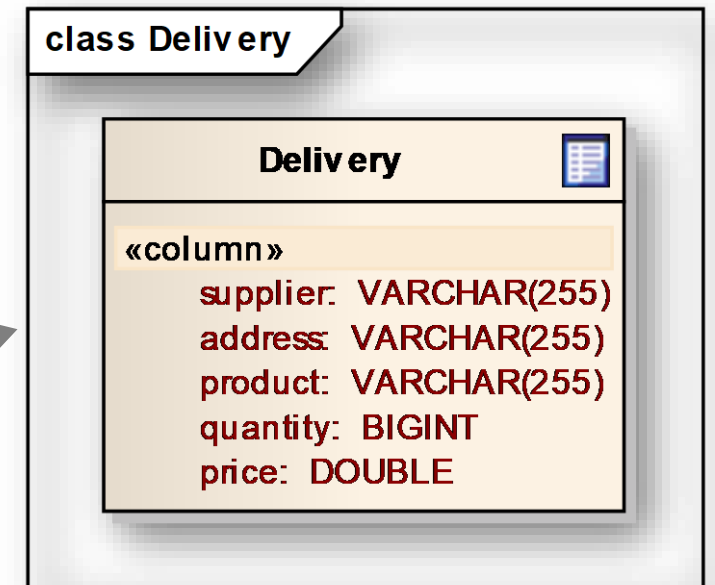 class Delivery
Delivery
«column»
supplier: VARCHAR(255)
address: VARCHAR(255)
product: VARCHAR(255)
quantity: BIGINT
price: DOUBLE